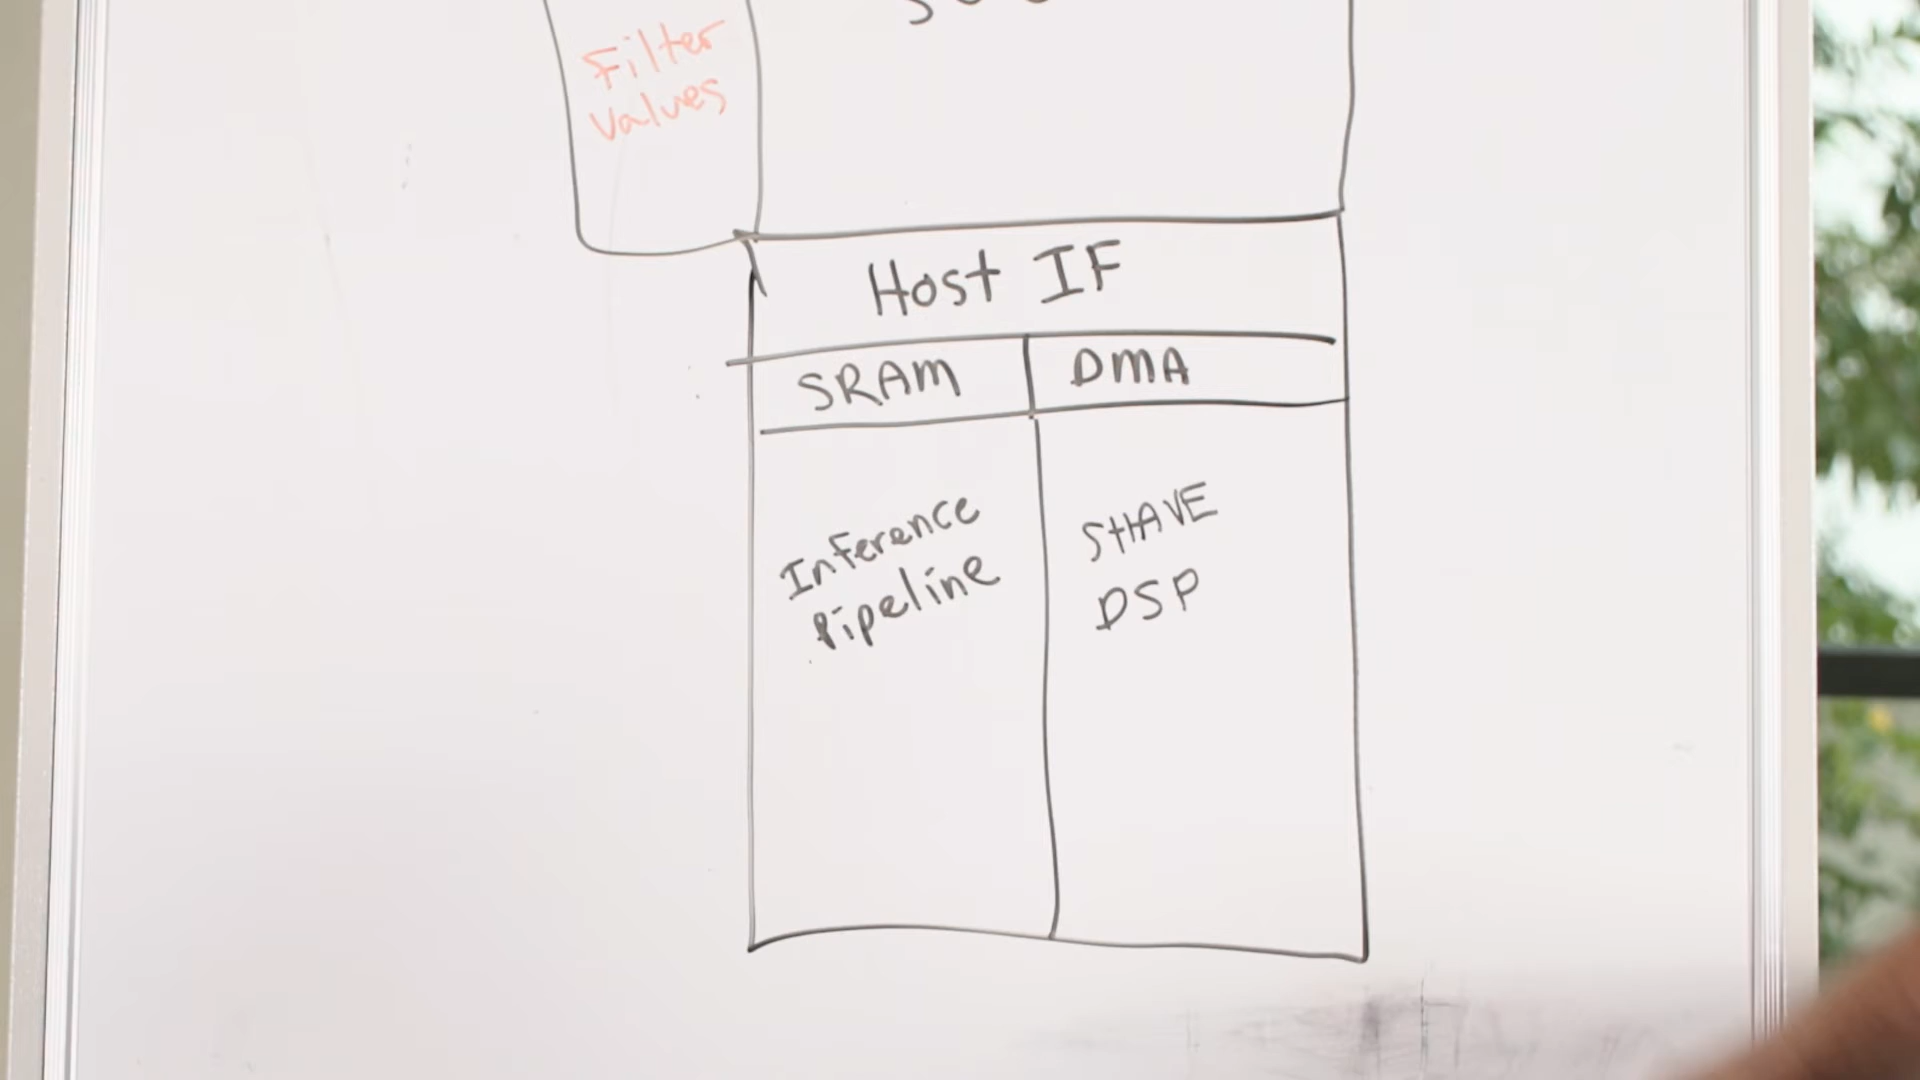 Filter
values
Host IF
SRAM
DMA
Inference
Pipeline
SHAVE
DSP